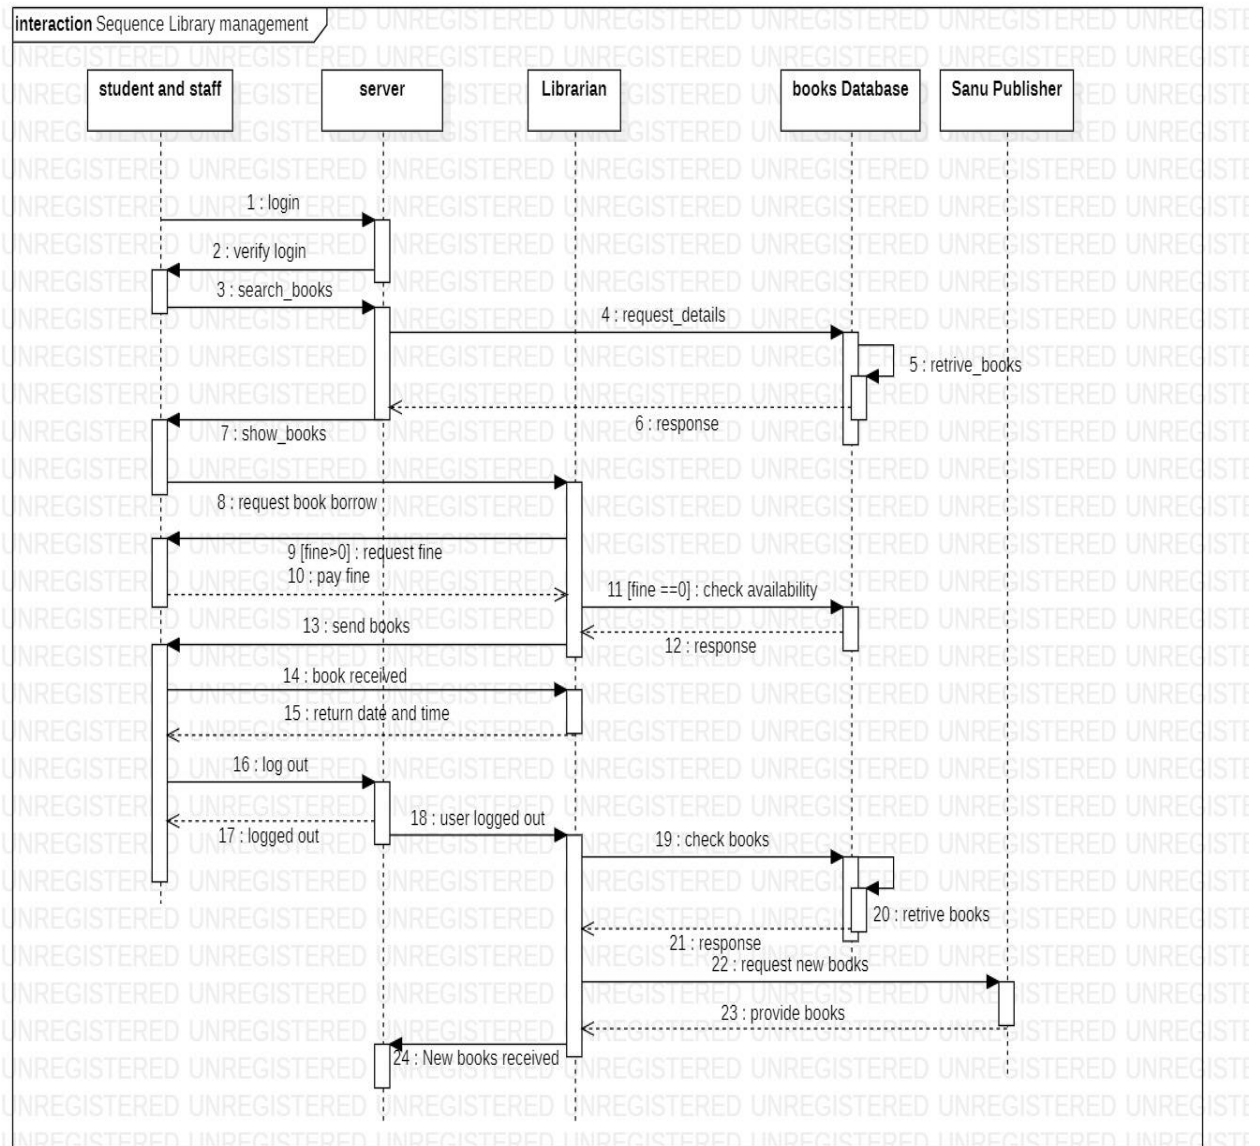 interaction Sequence Library management
student and staff
server
Librarian
books Database
Sanu Publisher
1 : login
2 : verify login
3 : search_books
4 : request_details
5 : retrive_books
6 : response
7 : show_books
8 : request book borrow
9 [fine>0] : request fine
10 : pay fine
11 [fine ==0] : check availability
12 : response
13 : send books
14 : book received
15 : return date and time
16 : log out
17 : logged out
18 : user logged out
19 : check books
20 : retrive books
21 : response
22 : request new books
23 : provide books
24 : New books received
UNREGISTERED